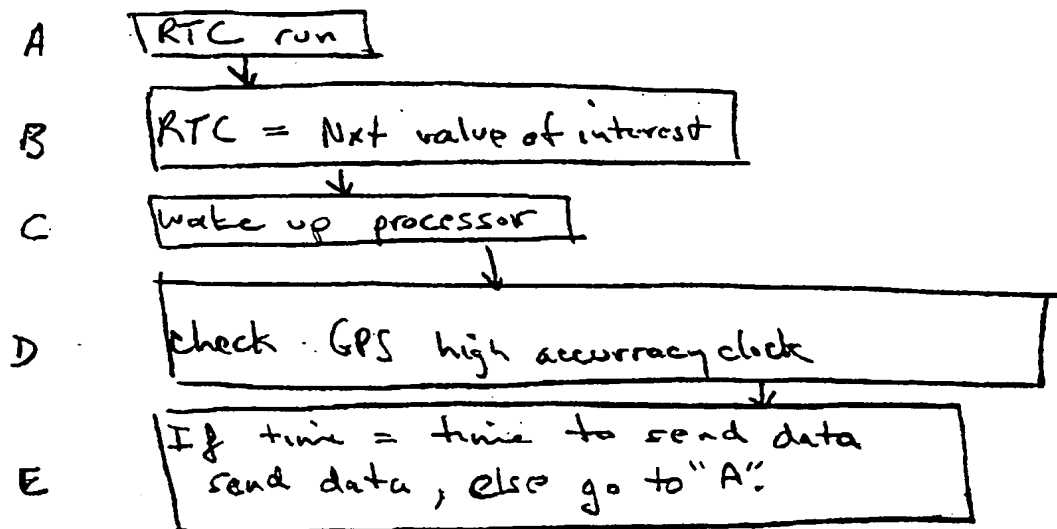 A RTC run
B RTC = Nxt value of interest
C wake up processor
D check GPS high accurracy clock
If time = time to send data
E send data, else go to "A".